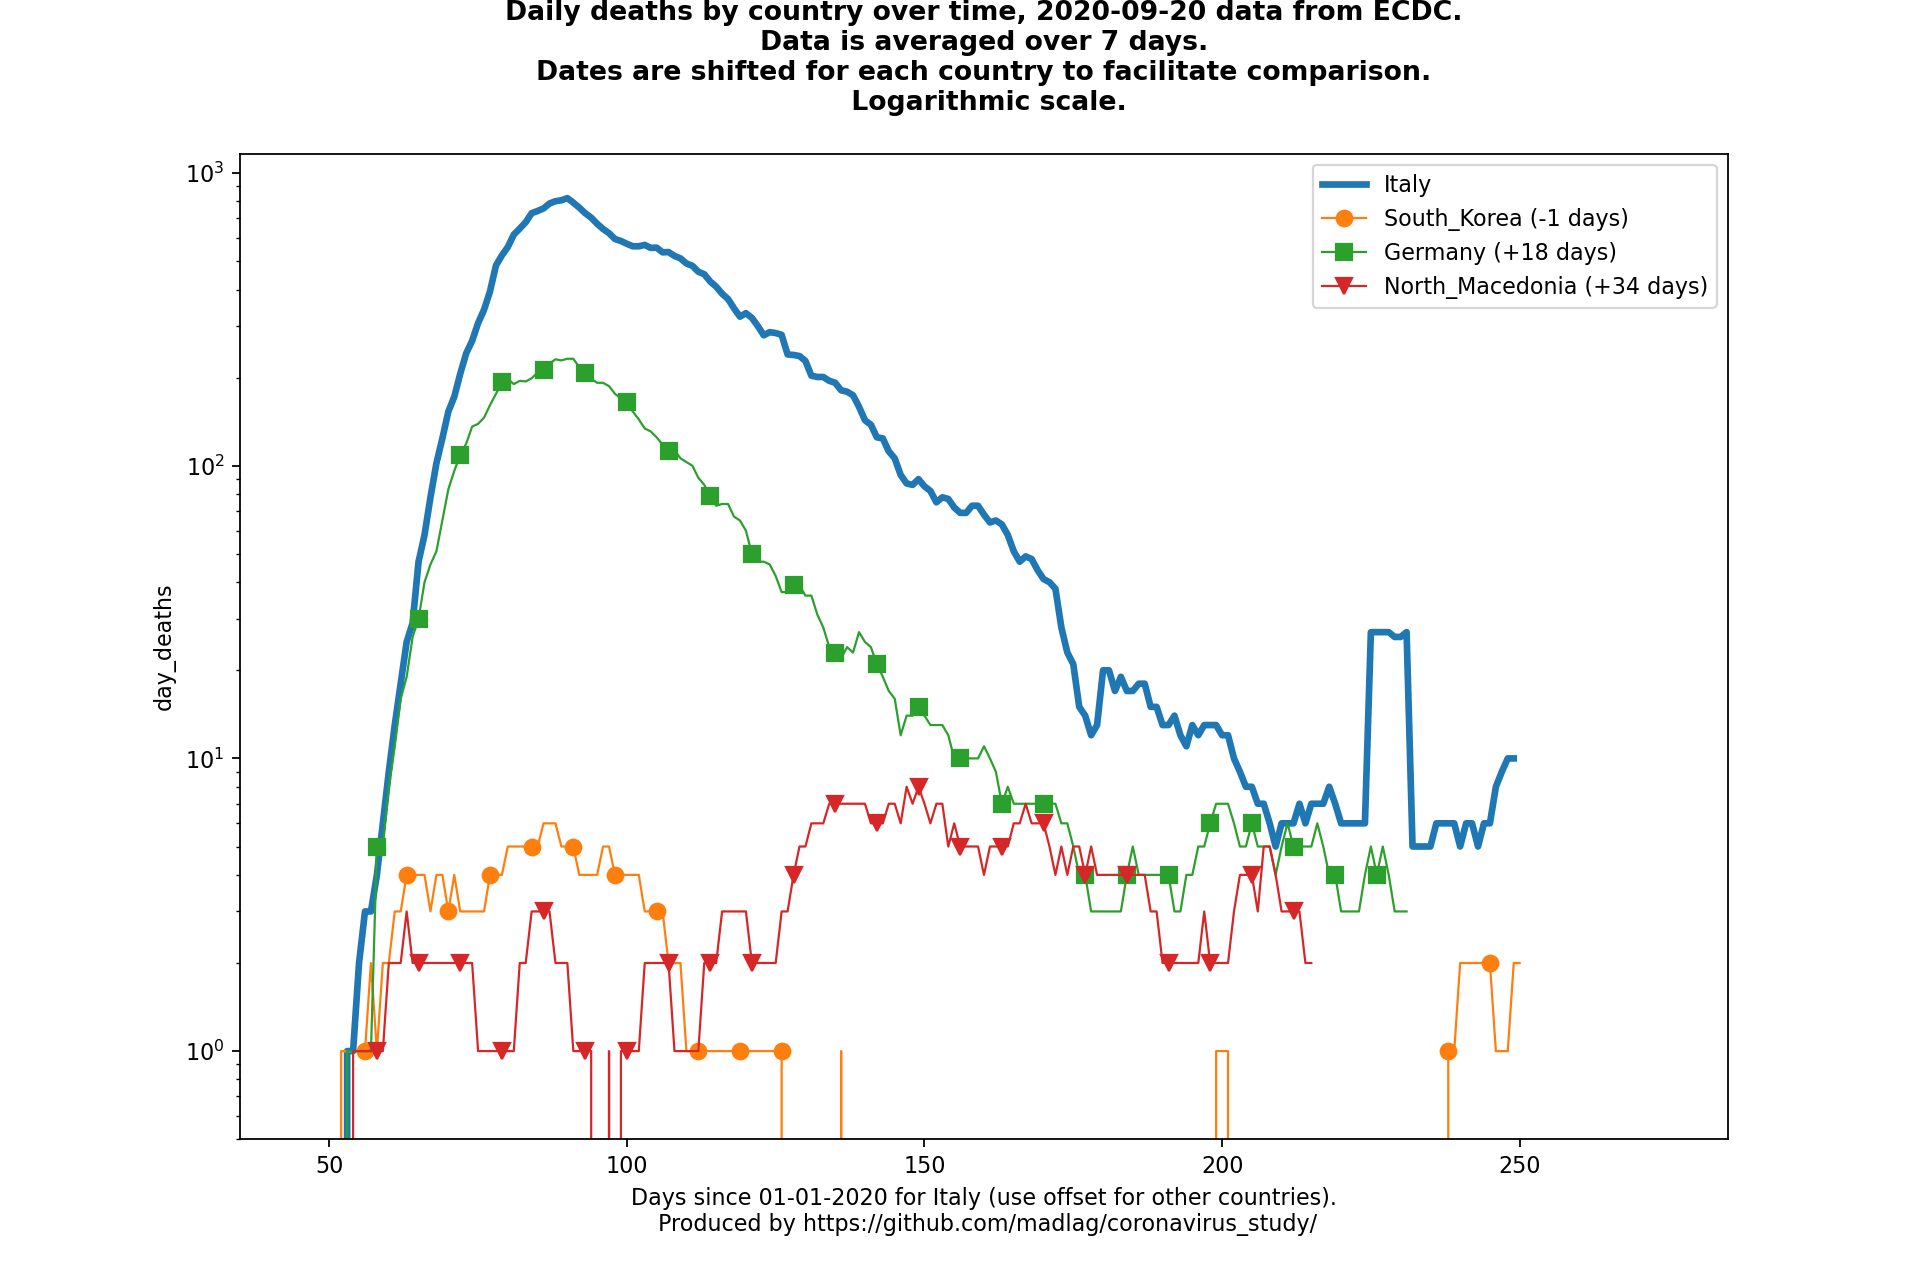 Daily deaths by country over time, 2020-09-20 data from ECDC.
Data is averaged over 7 days.
Dates are shifted for each country to facilitate comparison.
Logarithmic scale.
10³
10²
10¹
10⁰
day_deaths
Italy
South_Korea (-1 days)
Germany (+18 days)
North_Macedonia (+34 days)
50 100 150 200 250
Days since 01-01-2020 for Italy (use offset for other countries).
Produced by https://github.com/madlag/coronavirus_study/